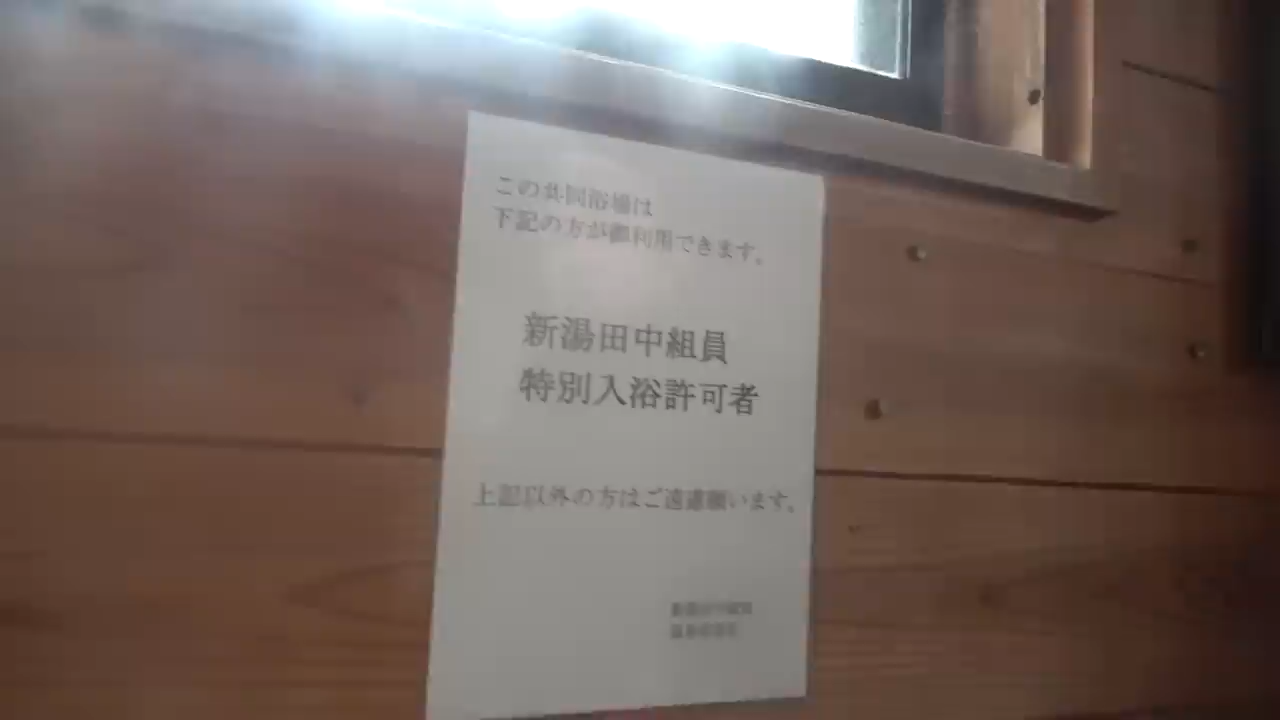 この共同浴場は
下記の方が御利用できます。
新湯田中組員
特別入浴許可者
上記以外の方はご遠慮願います。